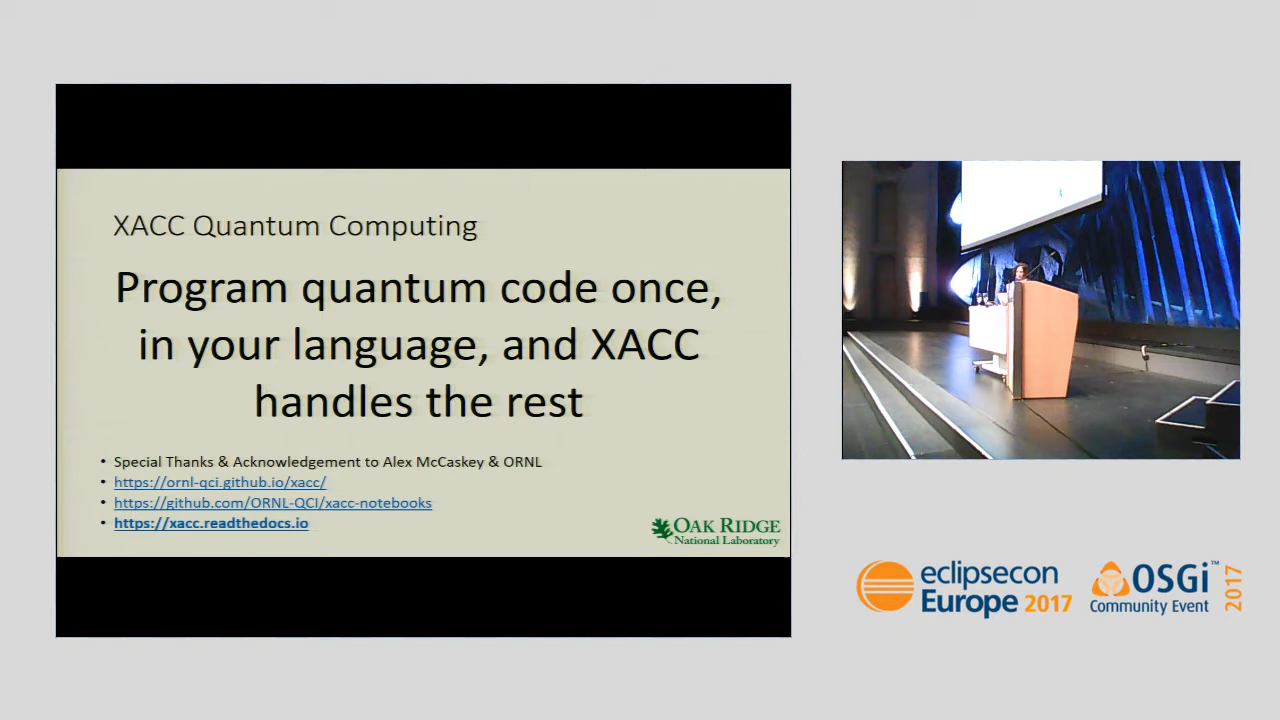 XACC Quantum Computing
Program quantum code once,
in your language, and XACC
handles the rest
• Special Thanks & Acknowledgement to Alex McCaskey & ORNL
• https://ornl-qci.github.io/xacc/
• https://github.com/ORNL-QCI/xacc-notebooks
• https://xacc.readthedocs.io
OAK RIDGE
National Laboratory
eclipsecon
Europe 2017
OSGi™
Community Event
2017